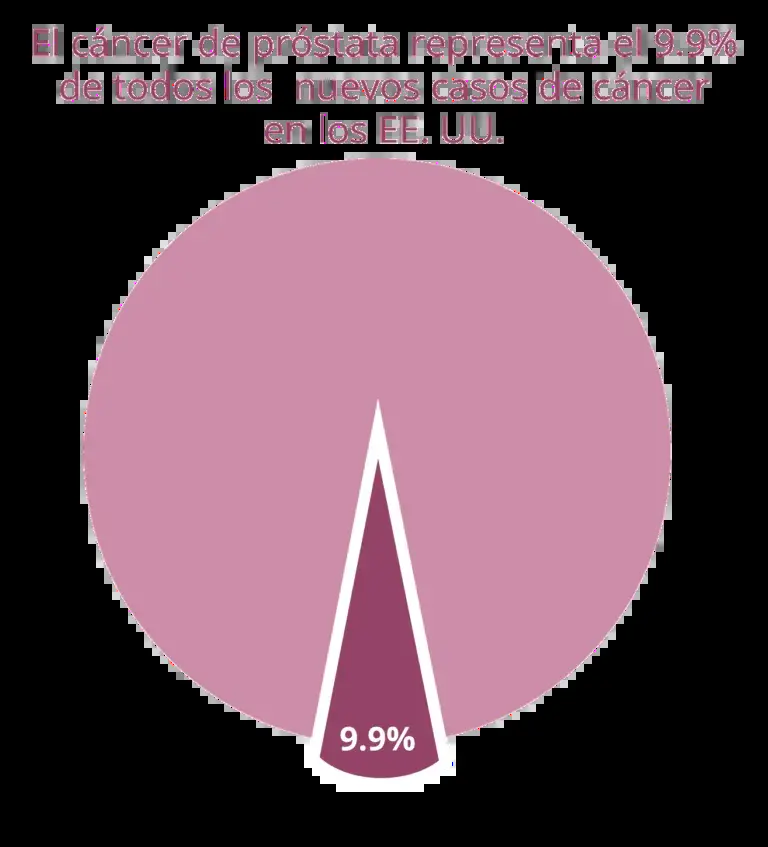 El cáncer de próstata representa el 9.9%
de todos los nuevos casos de cáncer
en los EE. UU.
9.9%